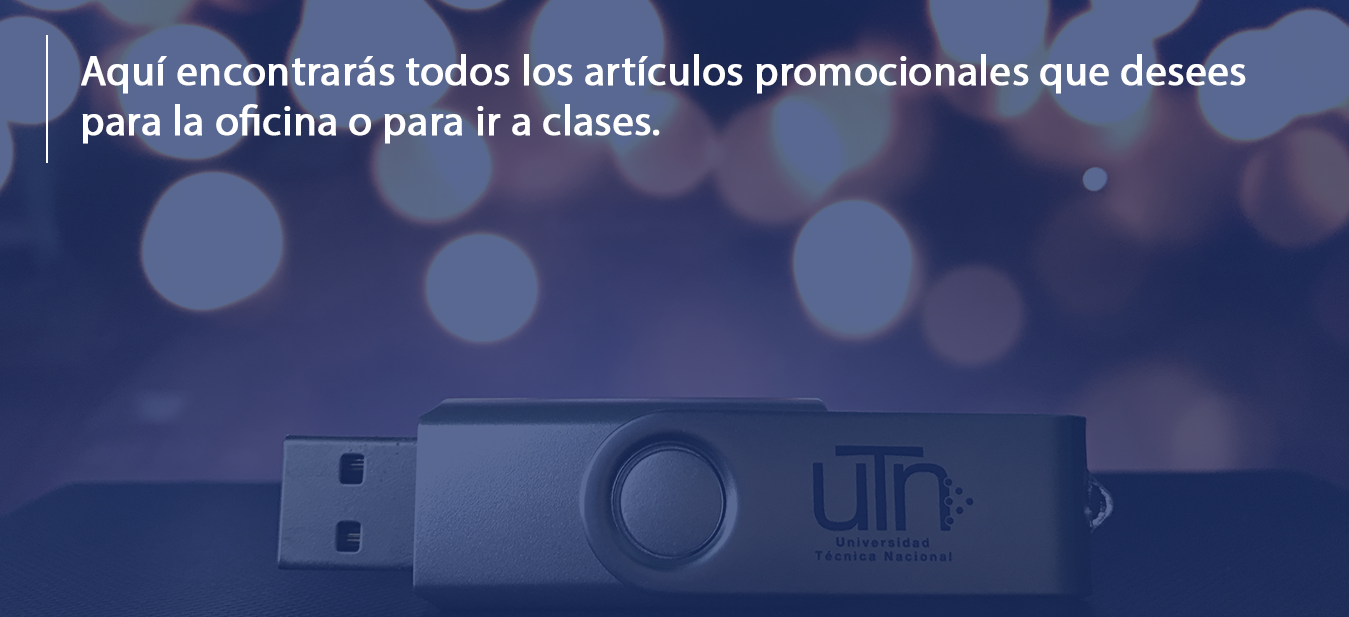 Aquí encontrarás todos los artículos promocionales que desees
para la oficina o para ir a clases.
uTn
Universidad
Técnica Nacional